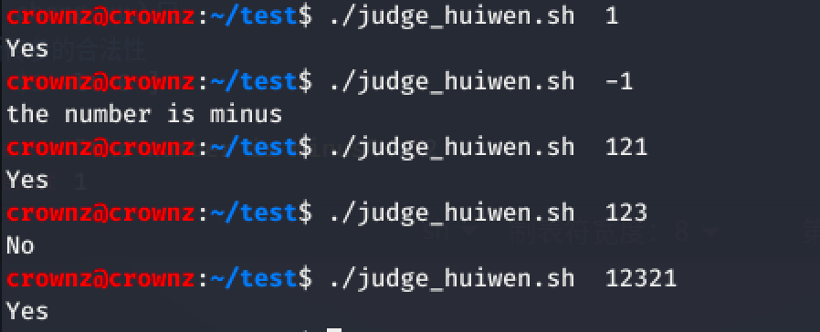 crownz@crownz:~/test$ ./judge_huiwen.sh  1
Yes
crownz@crownz:~/test$ ./judge_huiwen.sh  -1
the number is minus
crownz@crownz:~/test$ ./judge_huiwen.sh  121
Yes
crownz@crownz:~/test$ ./judge_huiwen.sh  123
No
crownz@crownz:~/test$ ./judge_huiwen.sh  12321
Yes